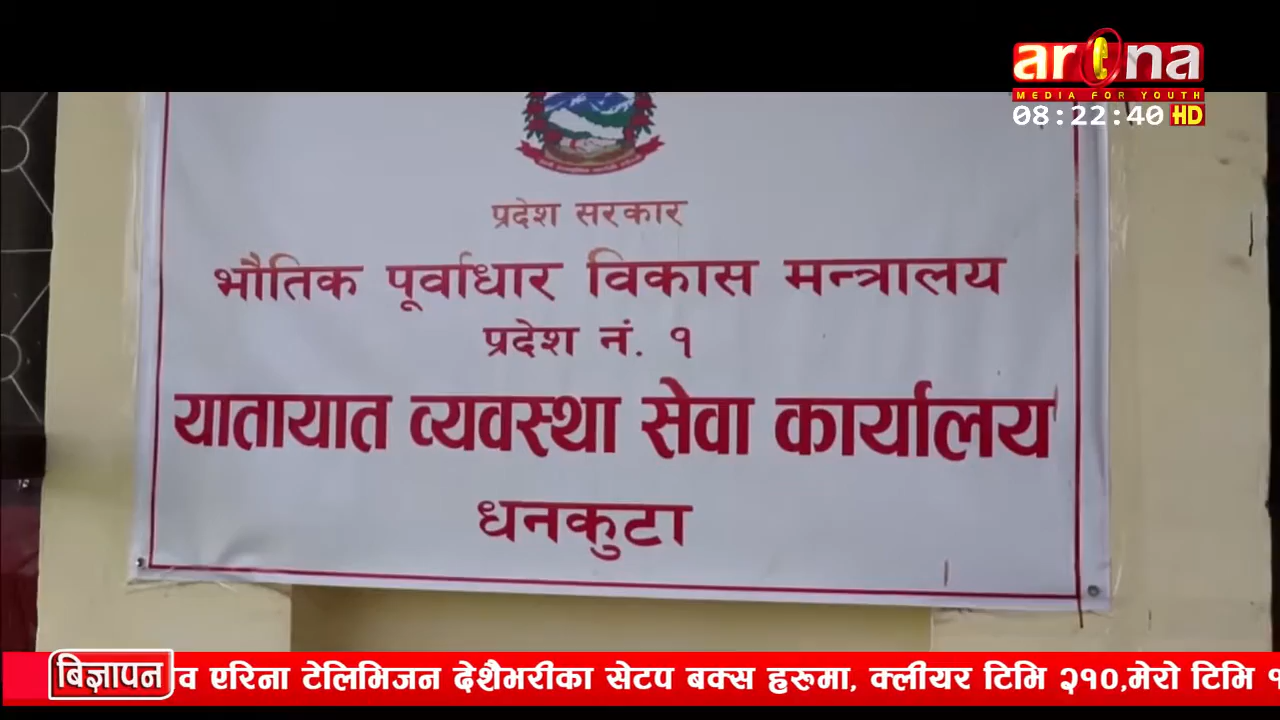 arena
MEDIA FOR YOUTH
08:22:40 HD
प्रदेश सरकार
भौतिक पूर्वाधार विकास मन्त्रालय
प्रदेश नं. १
यातायात व्यवस्था सेवा कार्यालय
धनकुटा
बिज्ञापन
व एरिना टेलिमिजन देशैभरीका सेटप बक्स हरूमा, क्लीयर टिमि २१०,मेरो टिमि